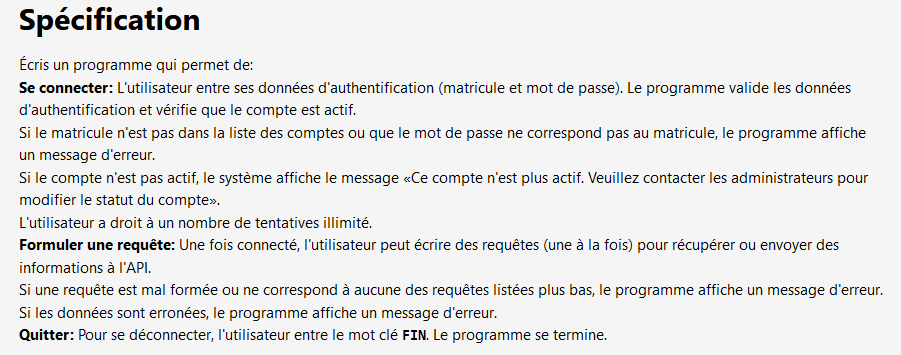 Spécification
Écris un programme qui permet de:
Se connecter: L'utilisateur entre ses données d'authentification (matricule et mot de passe). Le programme valide les données
d'authentification et vérifie que le compte est actif.
Si le matricule n'est pas dans la liste des comptes ou que le mot de passe ne correspond pas au matricule, le programme affiche
un message d'erreur.
Si le compte n'est pas actif, le système affiche le message «Ce compte n'est plus actif. Veuillez contacter les administrateurs pour
modifier le statut du compte».
L'utilisateur a droit à un nombre de tentatives illimité.
Formuler une requête: Une fois connecté, l'utilisateur peut écrire des requêtes (une à la fois) pour récupérer ou envoyer des
informations à l'API.
Si une requête est mal formée ou ne correspond à aucune des requêtes listées plus bas, le programme affiche un message d'erreur.
Si les données sont erronées, le programme affiche un message d'erreur.
Quitter: Pour se déconnecter, l'utilisateur entre le mot clé FIN. Le programme se termine.